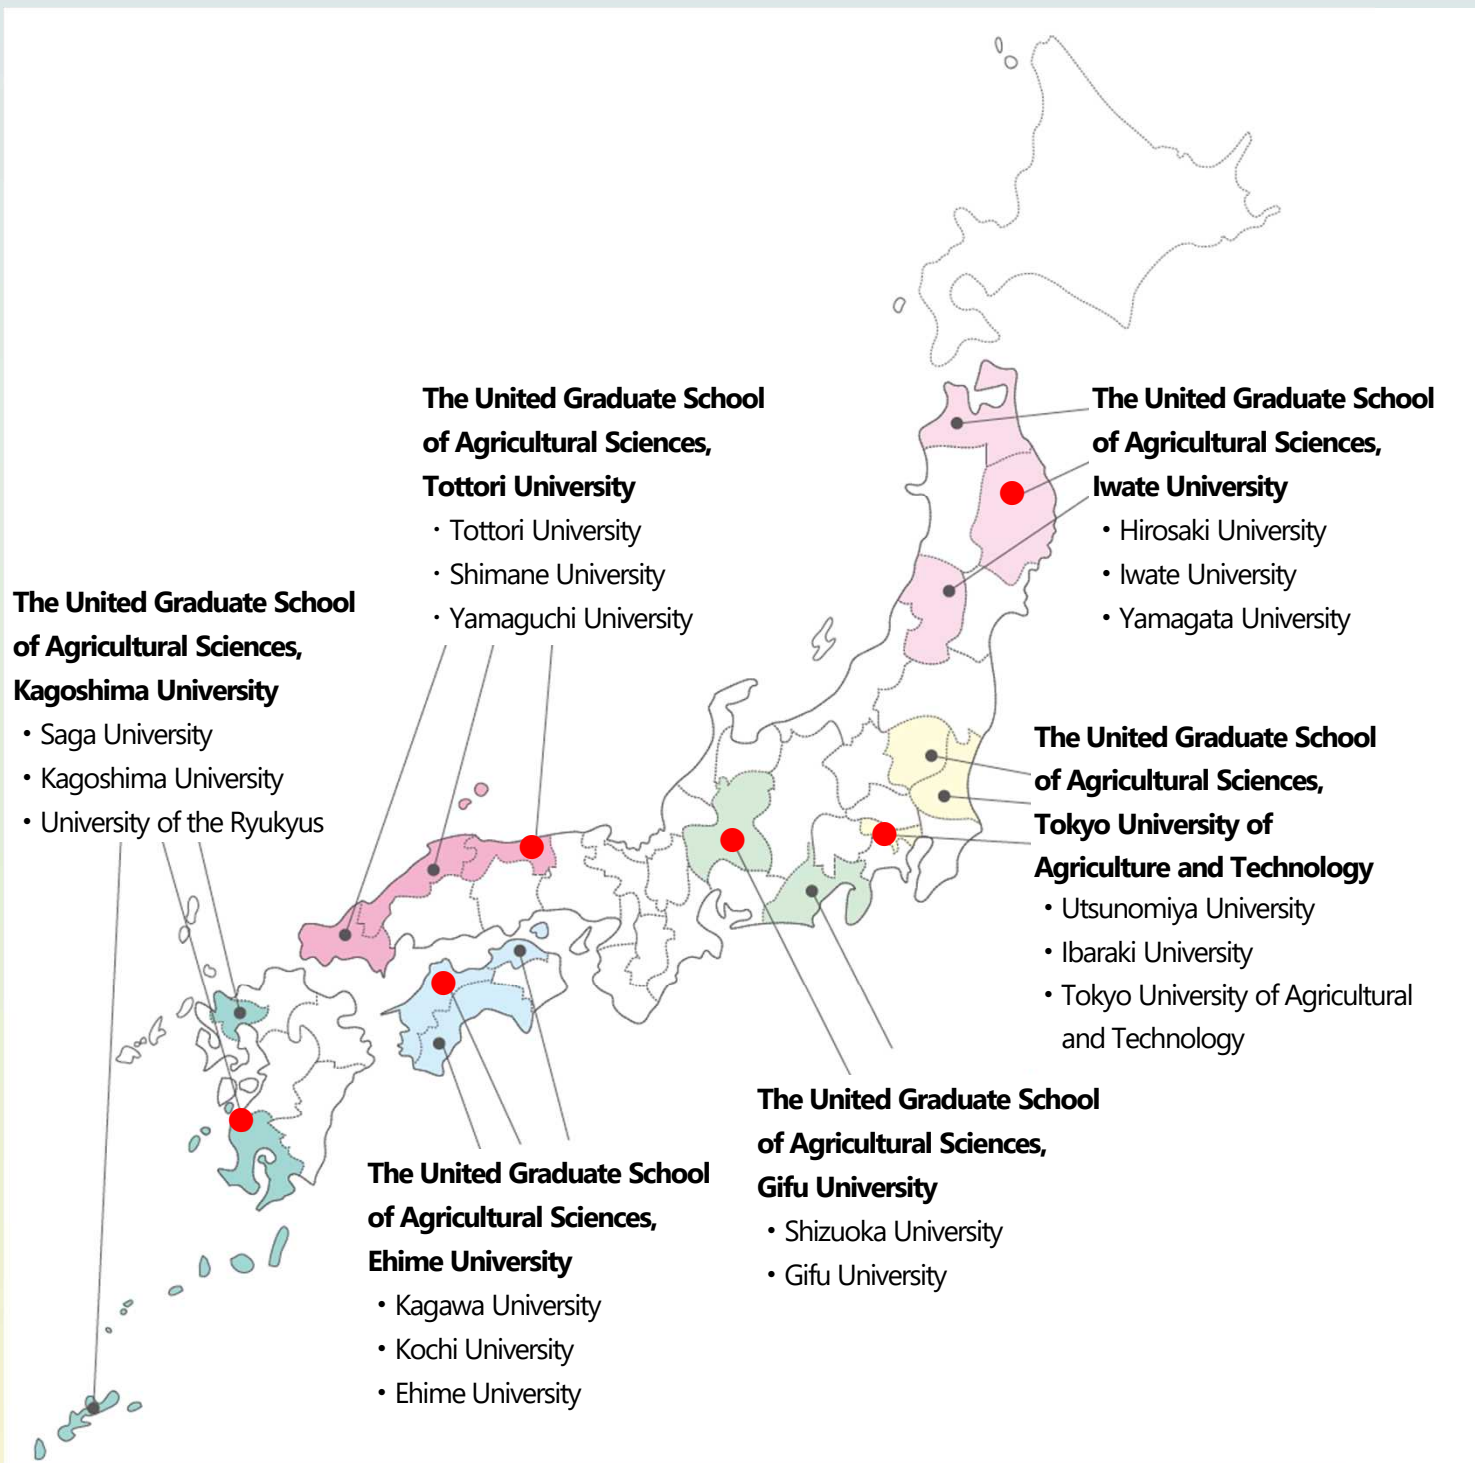 The United Graduate School
of Agricultural Sciences,
Tottori University
・Tottori University
・Shimane University
・Yamaguchi University
The United Graduate School
of Agricultural Sciences,
Iwate University
・Hirosaki University
・Iwate University
・Yamagata University
The United Graduate School
of Agricultural Sciences,
Kagoshima University
・Saga University
・Kagoshima University
・University of the Ryukyus
The United Graduate School
of Agricultural Sciences,
Tokyo University of
Agriculture and Technology
・Utsunomiya University
・Ibaraki University
・Tokyo University of Agricultural
and Technology
The United Graduate School
of Agricultural Sciences,
Gifu University
・Shizuoka University
・Gifu University
The United Graduate School
of Agricultural Sciences,
Ehime University
・Kagawa University
・Kochi University
・Ehime University